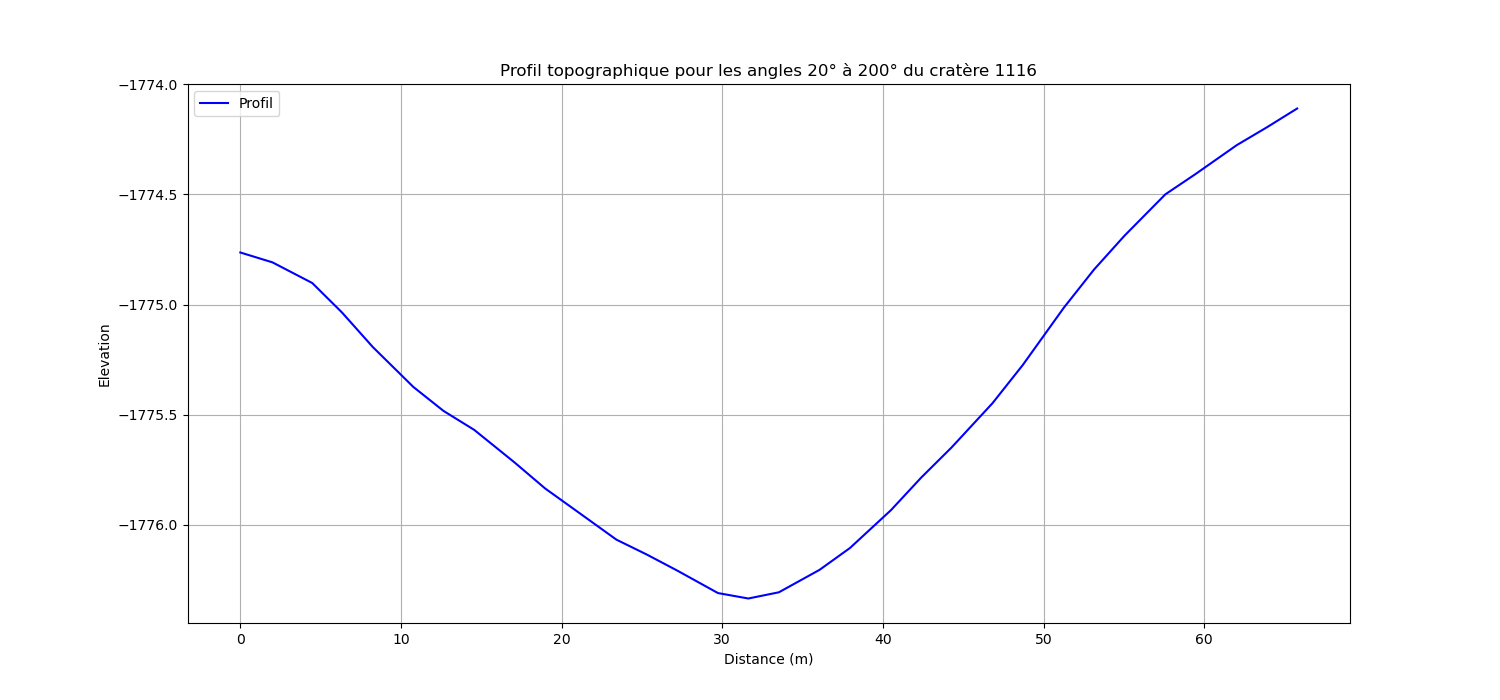 Profil topographique pour les angles 20° à 200° du cratère 1116
Profil
−1774.0
−1774.5
−1775.0
−1775.5
−1776.0
Elevation
0 10 20 30 40 50 60
Distance (m)